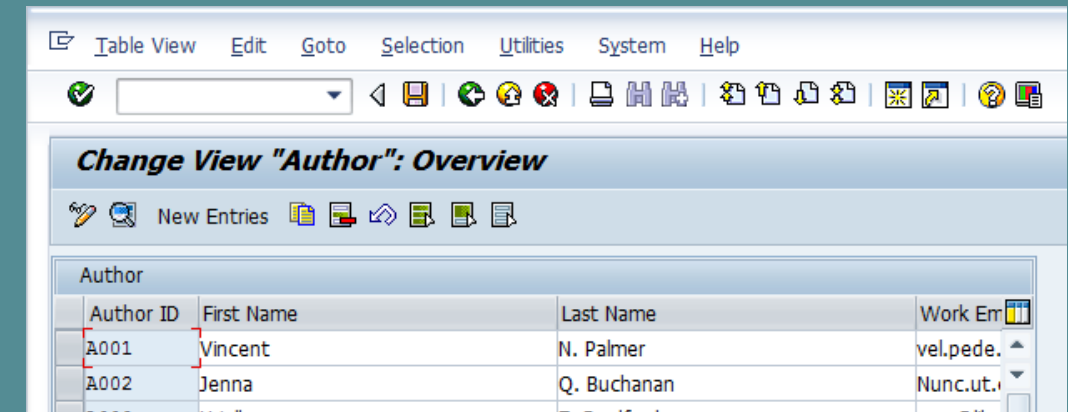 Table View Edit Goto Selection Utilities System Help
Change View "Author": Overview
New Entries
Author
Author ID First Name Last Name Work Em
A001 Vincent N. Palmer vel.pede.
A002 Jenna Q. Buchanan Nunc.ut.